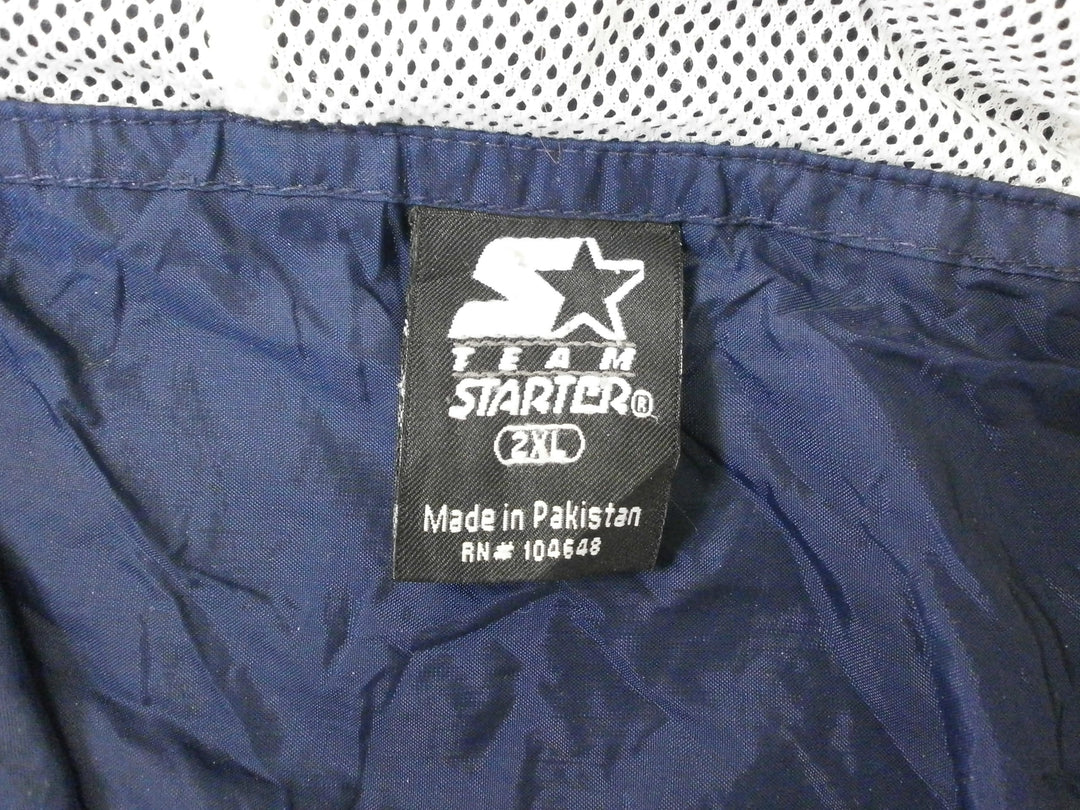 TEAM
STARTER®
2XL
Made in Pakistan
RN# 104648